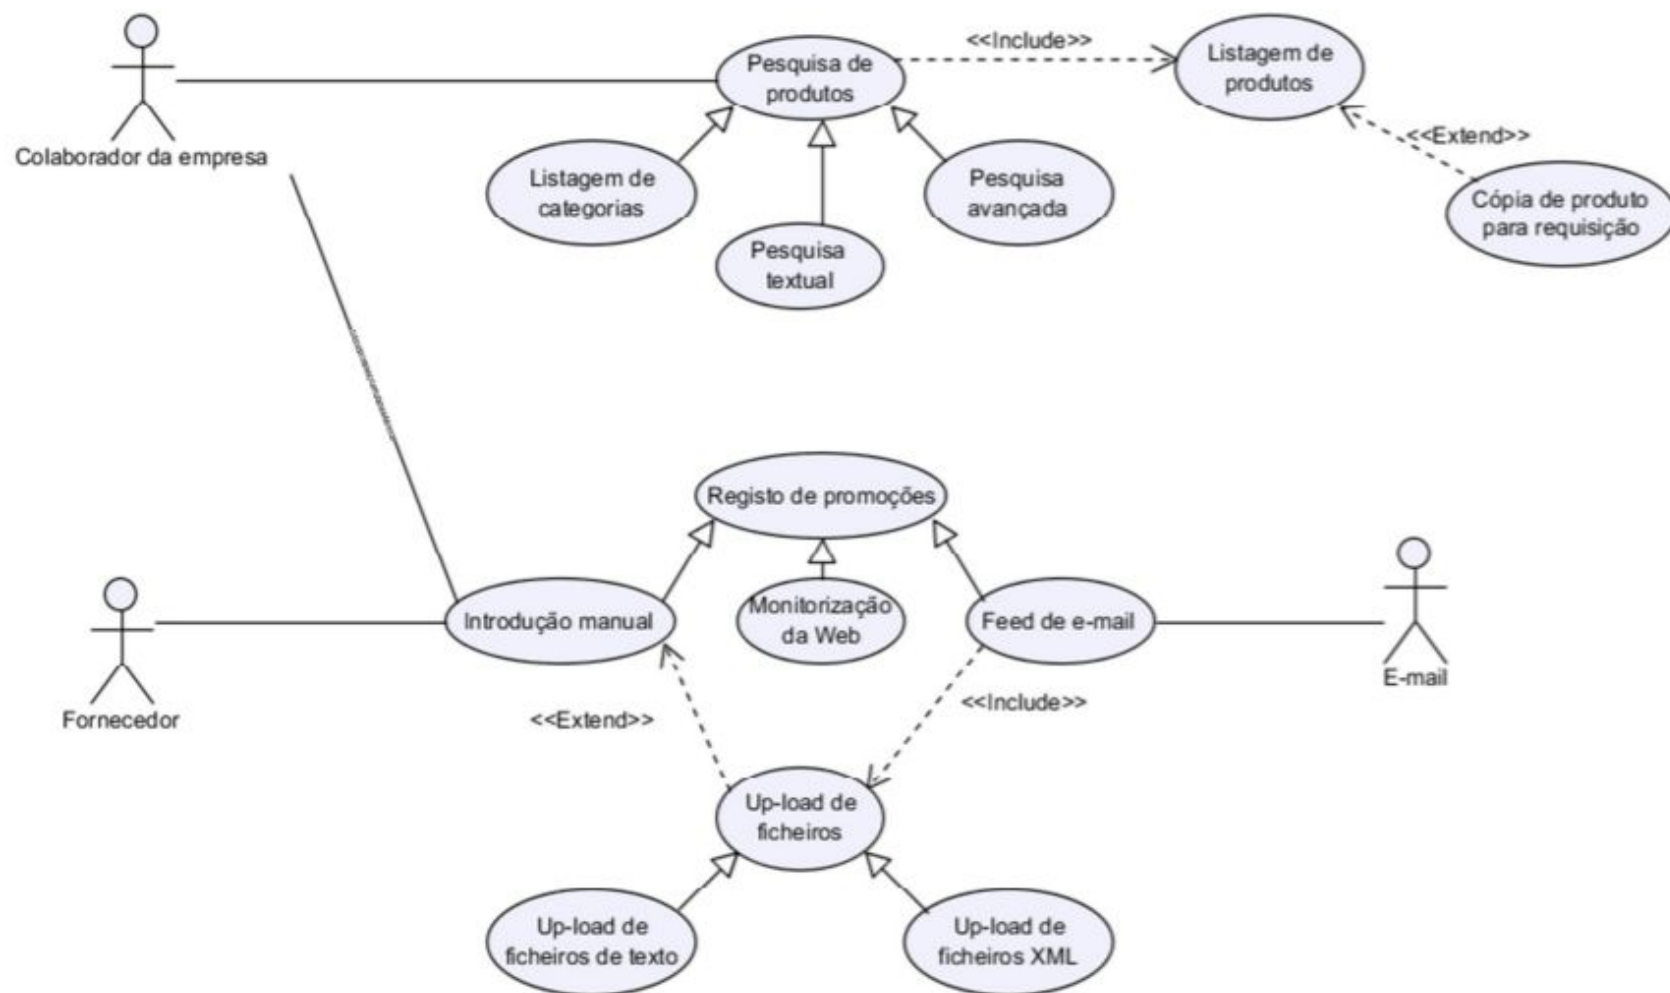 <<Include>>
Pesquisa de
produtos
Listagem de
produtos
<<Extend>>
Colaborador da empresa
Listagem de
categorias
Pesquisa
avançada
Cópia de produto
para requisição
Pesquisa
textual
Registo de promoções
Introdução manual
Monitorização
da Web
Feed de e-mail
E-mail
Fornecedor
<<Extend>>
<<Include>>
Up-load de
ficheiros
Up-load de
ficheiros de texto
Up-load de
ficheiros XML